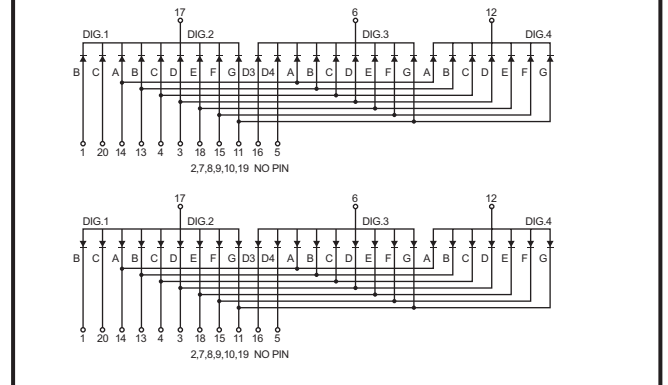 17 6 12
DIG.1 DIG.2 DIG.3 DIG.4
B C A B C D E F G D3 D4 A B C D E F G A B C D E F G
1 20 14 13 4 3 18 15 11 16 5
2,7,8,9,10,19 NO PIN
17 6 12
DIG.1 DIG.2 DIG.3 DIG.4
B C A B C D E F G D3 D4 A B C D E F G A B C D E F G
1 20 14 13 4 3 18 15 11 16 5
2,7,8,9,10,19 NO PIN